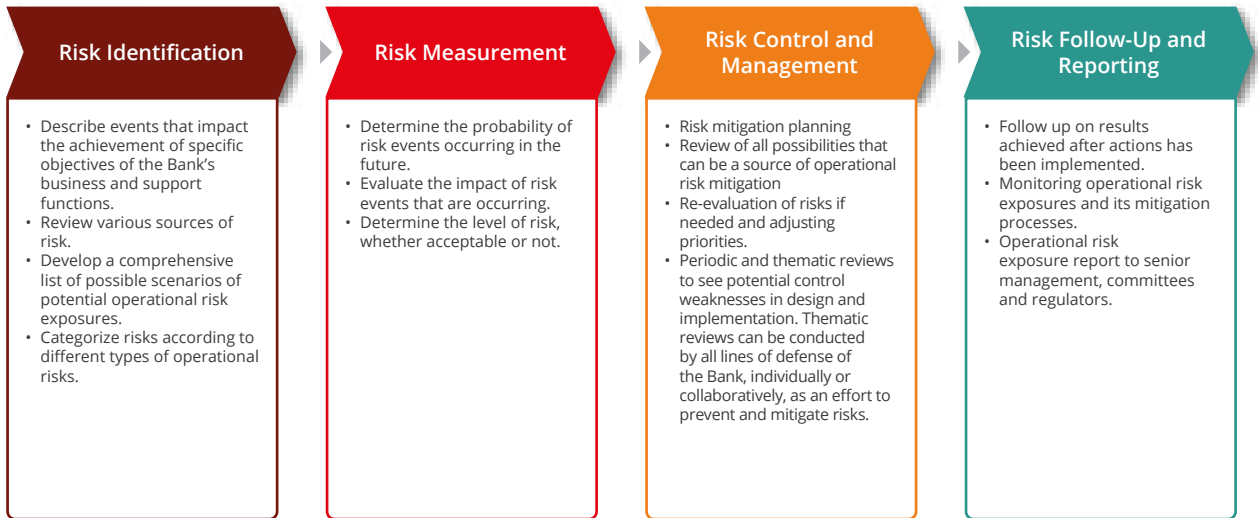 Risk Identification
• Describe events that impact
the achievement of specific
objectives of the Bank's
business and support
functions.
• Review various sources of
risk.
• Develop a comprehensive
list of possible scenarios of
potential operational risk
exposures.
• Categorize risks according to
different types of operational
risks.
Risk Measurement
• Determine the probability of
risk events occurring in the
future.
• Evaluate the impact of risk
events that are occurring.
• Determine the level of risk,
whether acceptable or not.
Risk Control and
Management
• Risk mitigation planning
• Review of all possibilities that
can be a source of operational
risk mitigation
• Re-evaluation of risks if
needed and adjusting
priorities.
• Periodic and thematic reviews
to see potential control
weaknesses in design and
implementation. Thematic
reviews can be conducted
by all lines of defense of
the Bank, individually or
collaboratively, as an effort to
prevent and mitigate risks.
Risk Follow-Up and
Reporting
• Follow up on results
achieved after actions has
been implemented.
• Monitoring operational risk
exposures and its mitigation
processes.
• Operational risk
exposure report to senior
management, committees
and regulators.